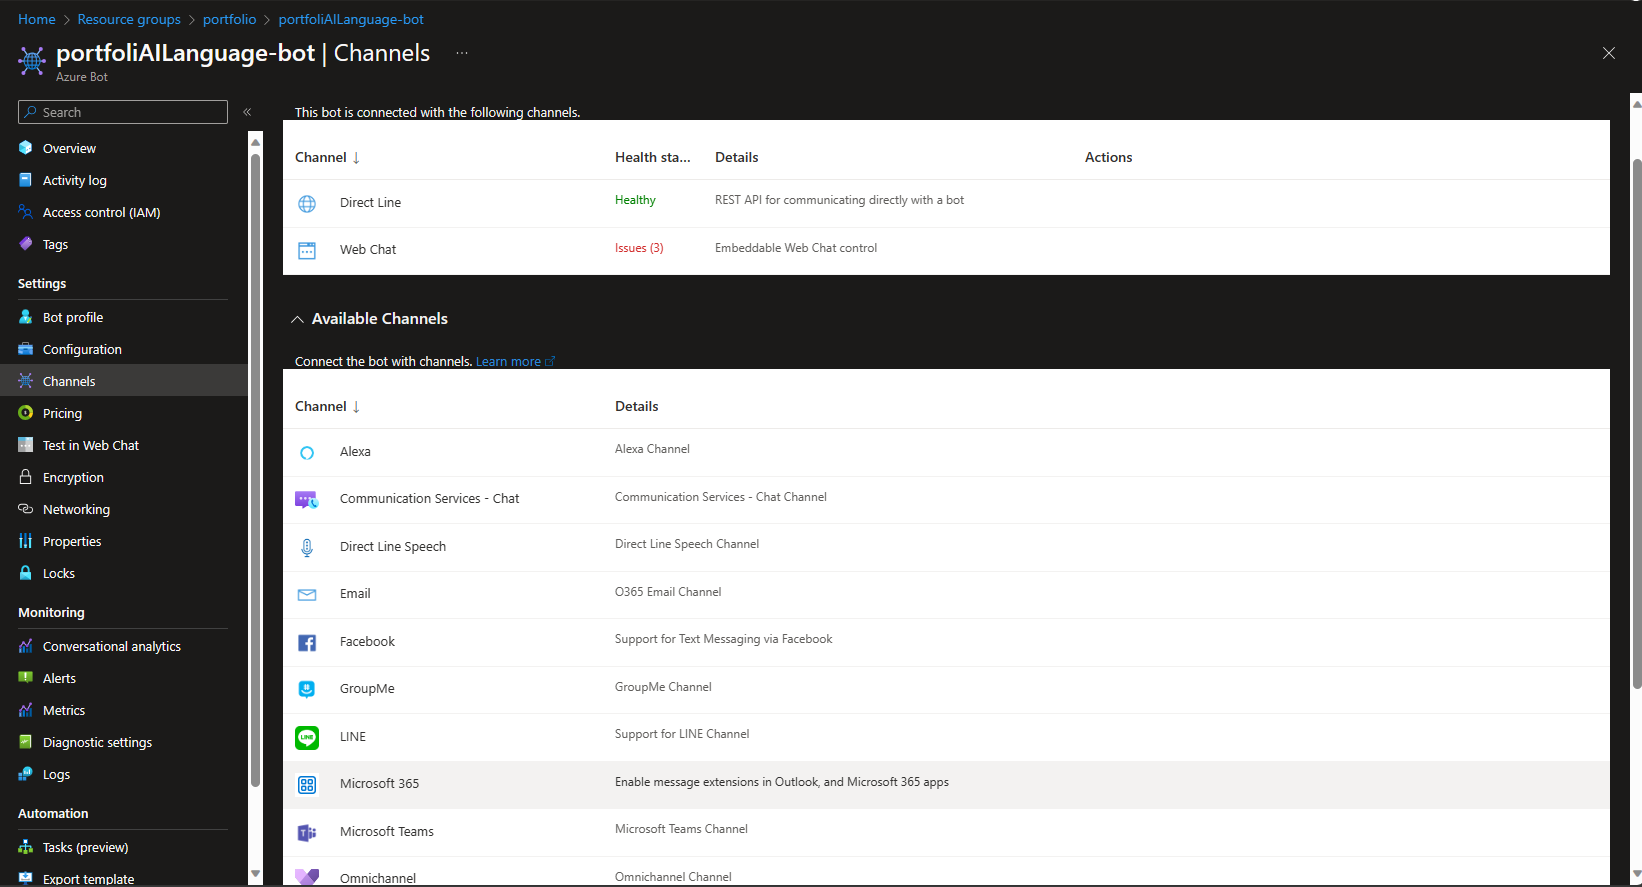 Home > Resource groups > portfolio > portfoliAILanguage-bot
portfoliAILanguage-bot | Channels ...
Azure Bot
Search
Overview
Activity log
Access control (IAM)
Tags
Settings
Bot profile
Configuration
Channels
Pricing
Test in Web Chat
Encryption
Networking
Properties
Locks
Monitoring
Conversational analytics
Alerts
Metrics
Diagnostic settings
Logs
Automation
Tasks (preview)
Export template
This bot is connected with the following channels.
Channel ↓ Health sta... Details Actions
Direct Line Healthy REST API for communicating directly with a bot
Web Chat Issues (3) Embeddable Web Chat control
Available Channels
Connect the bot with channels. Learn more
Channel ↓ Details
Alexa Alexa Channel
Communication Services - Chat Communication Services - Chat Channel
Direct Line Speech Direct Line Speech Channel
Email O365 Email Channel
Facebook Support for Text Messaging via Facebook
GroupMe GroupMe Channel
LINE LINE Support for LINE Channel
Microsoft 365 Enable message extensions in Outlook, and Microsoft 365 apps
Microsoft Teams Microsoft Teams Channel
Omnichannel Omnichannel Channel